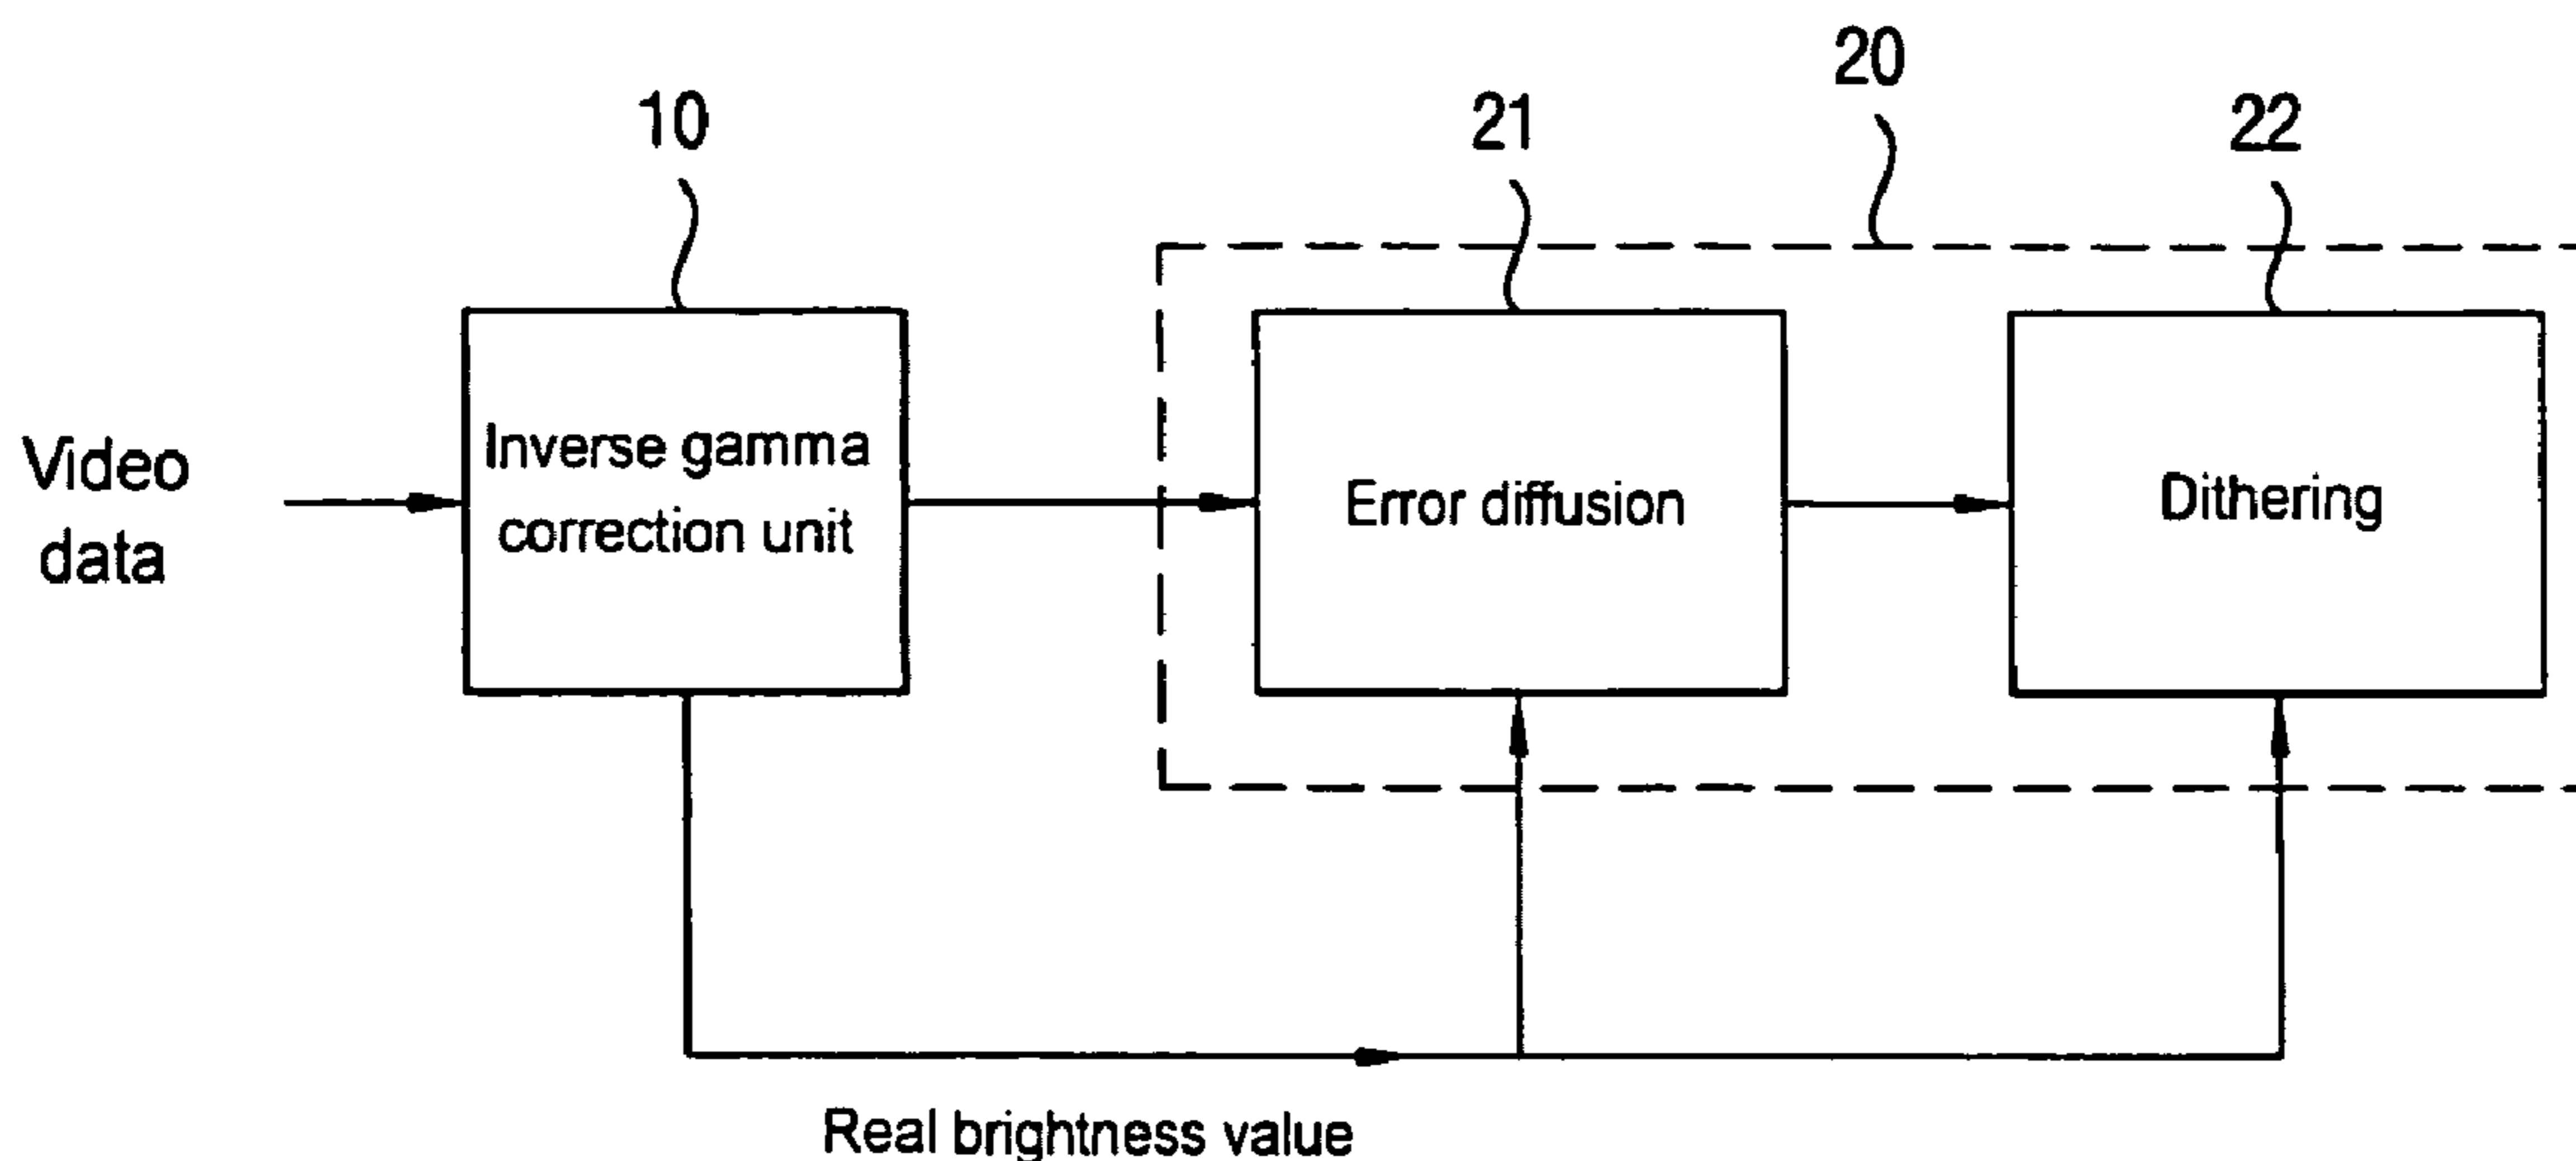 20
10
21
22
Video
data
Inverse gamma
correction unit
Error diffusion
Dithering
Real brightness value